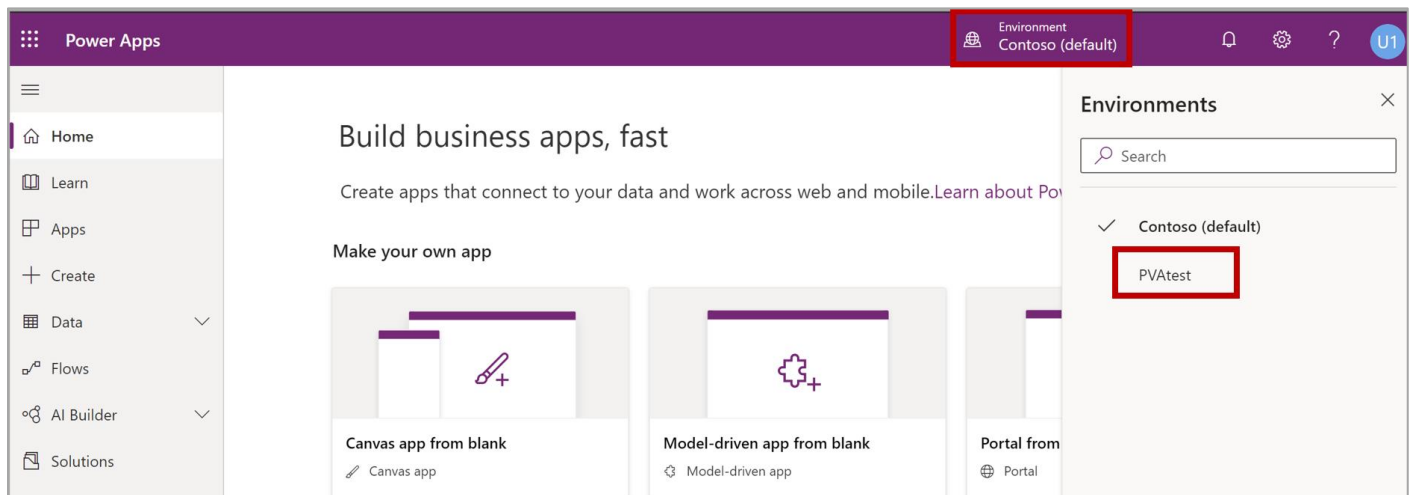 Power Apps
Environment
Contoso (default)
?
U1
Home
Learn
Apps
Create
Data
Flows
AI Builder
Solutions
Build business apps, fast
Create apps that connect to your data and work across web and mobile.Learn about Pov
Make your own app
Canvas app from blank
Canvas app
Model-driven app from blank
Model-driven app
Portal from
Portal
Environments
Search
Contoso (default)
PVAtest